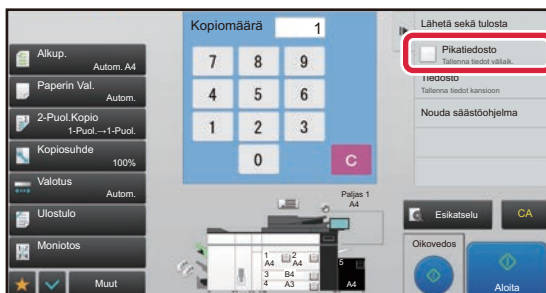 Kopiomäärä
1
Lähetä sekä tulosta
Pikatiedosto
Tallenna tiedot väliaik.
Tiedosto
Tallenna tiedot kansioon
Nouda säästöohjelma
Alkup.
Autom. A4
Paperin Val.
Autom.
2-Puol.Kopio
1-Puol.→1-Puol.
Kopiosuhde
100%
Valotus
Autom.
Ulostulo
Moniotos
Muut
7 8 9
4 5 6
1 2 3
0 C
Paljas 1
A4
1 A4 2 A4
3 B4
4 A3
5
A4
Esikatselu
CA
Oikovedos
Aloita